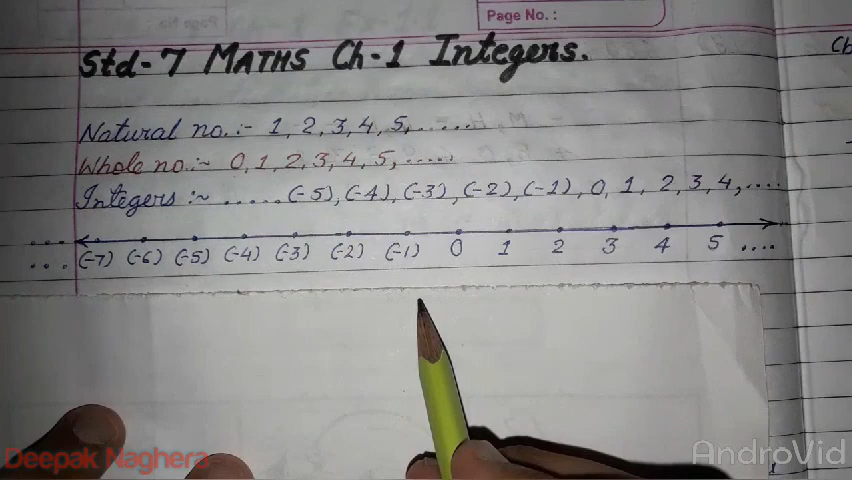 Page No. :
Std-7 MATHS Ch-1 Integers.
Natural no. :- 1, 2, 3, 4, 5, ......
Whole no. :~ 0, 1, 2, 3, 4, 5, .....
Integers :~ ......(-5), (-4), (-3), (-2), (-1), 0, 1, 2, 3, 4, ....
... (-7) (-6) (-5) (-4) (-3) (-2) (-1) 0 1 2 3 4 5 ....
Deepak Naghera
AndroVid